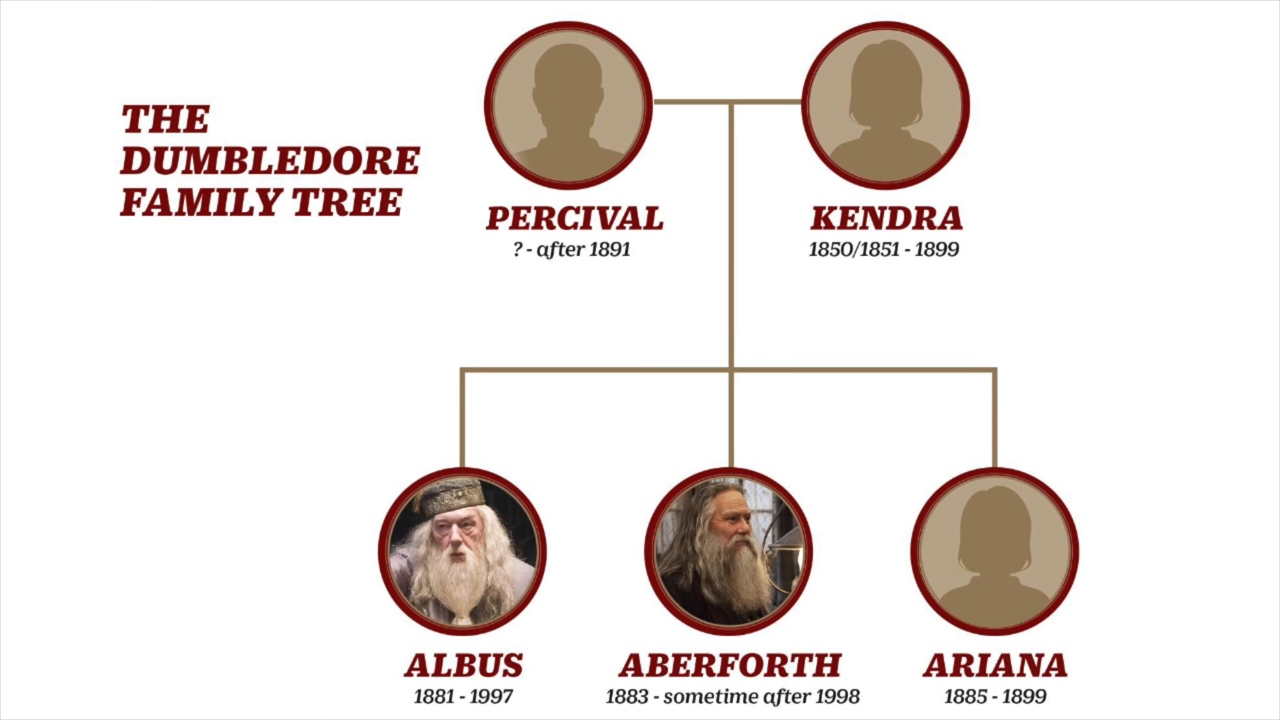 THE
DUMBLEDORE
FAMILY TREE
PERCIVAL
? - after 1891
KENDRA
1850/1851 - 1899
ALBUS
1881 - 1997
ABERFORTH
1883 - sometime after 1998
ARIANA
1885 - 1899